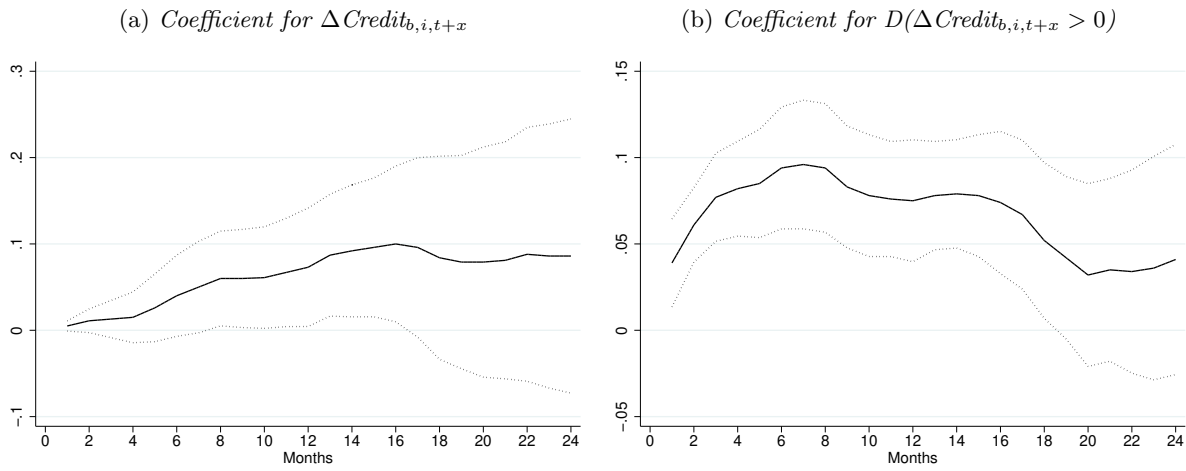 (a) Coefficient for ΔCredit_{b,i,t+x}
(b) Coefficient for D(ΔCredit_{b,i,t+x} > 0)
.3
.2
.1
0
-.1
0 2 4 6 8 10 12 14 16 18 20 22 24
Months
.15
.1
.05
0
-.05
0 2 4 6 8 10 12 14 16 18 20 22 24
Months